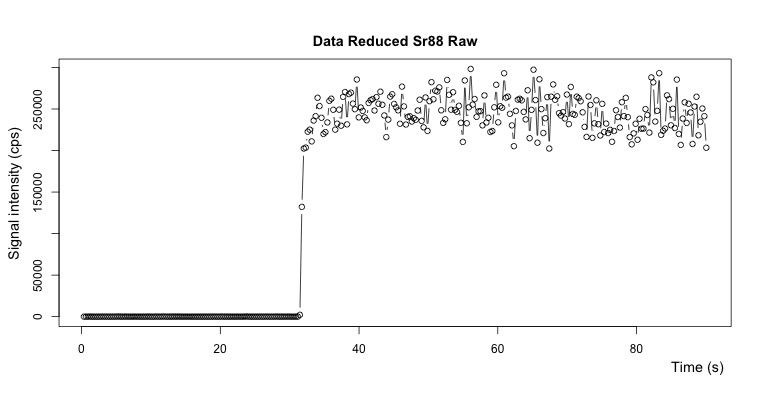 Data Reduced Sr88 Raw
Signal intensity (cps)
250000
150000
50000
0
0 20 40 60 80
Time (s)